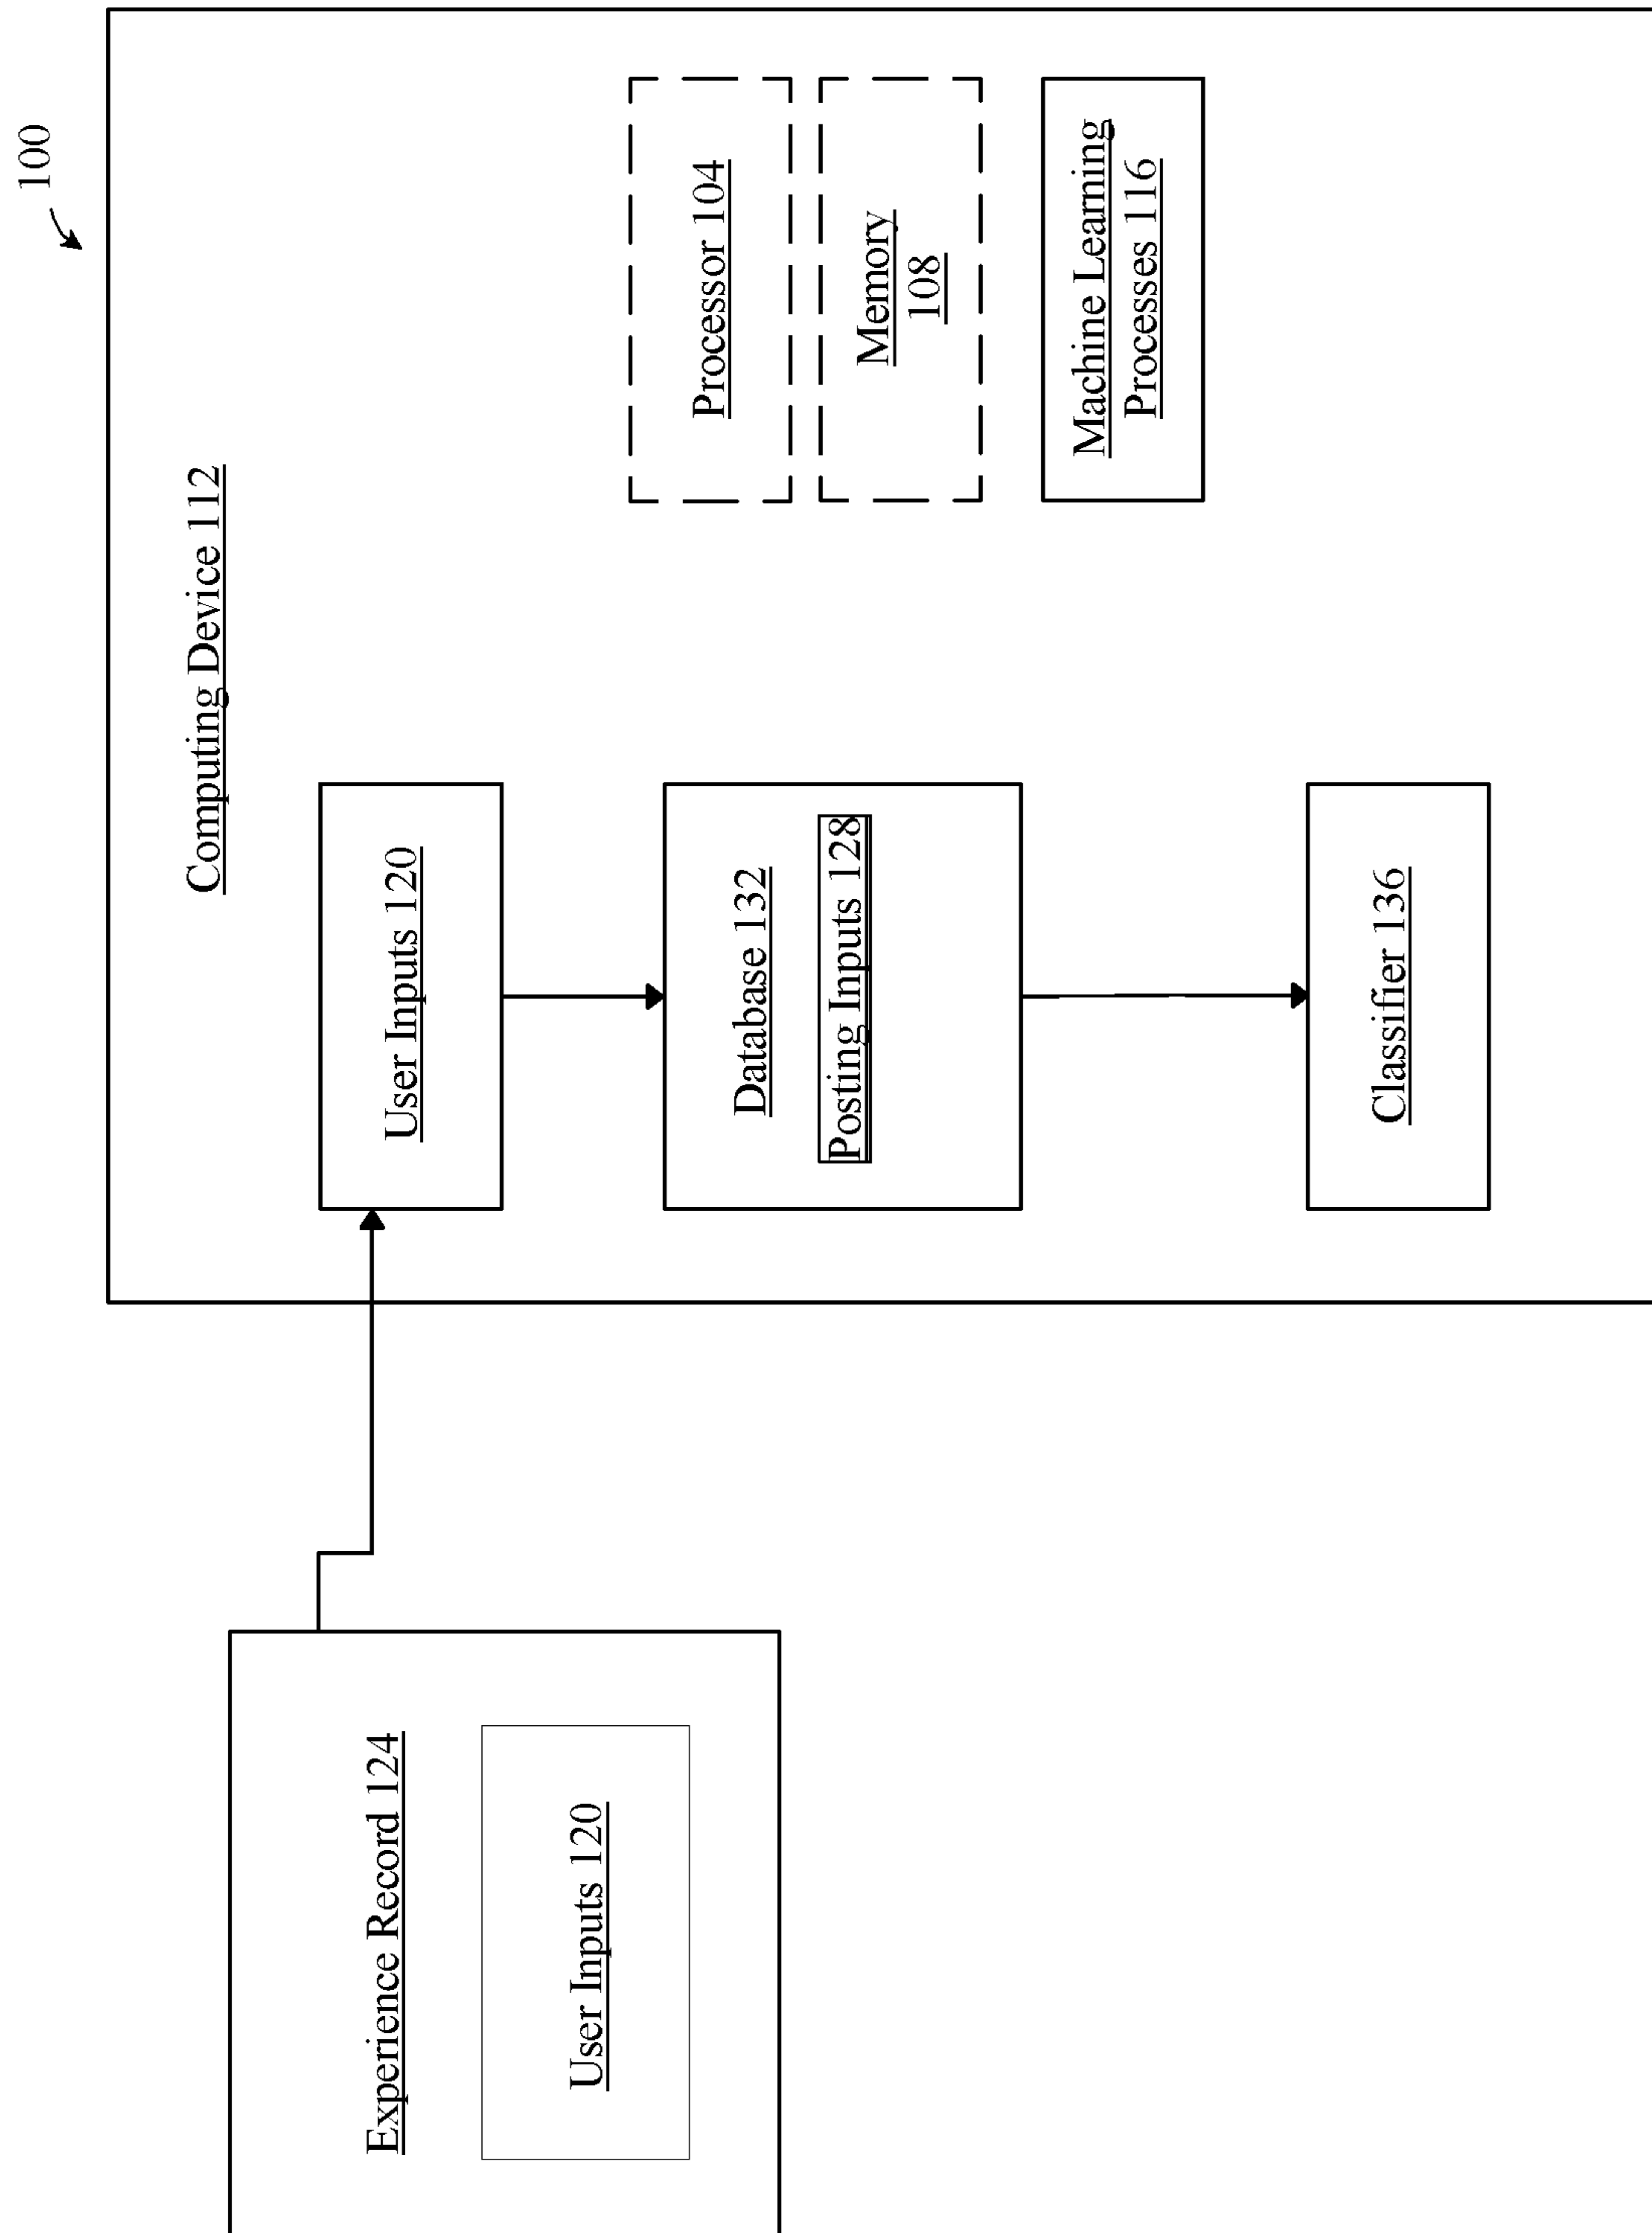 100
Computing Device 112
Experience Record 124
User Inputs 120
User Inputs 120
Database 132
Posting Inputs 128
Classifier 136
Processor 104
Memory
108
Machine Learning
Processes 116